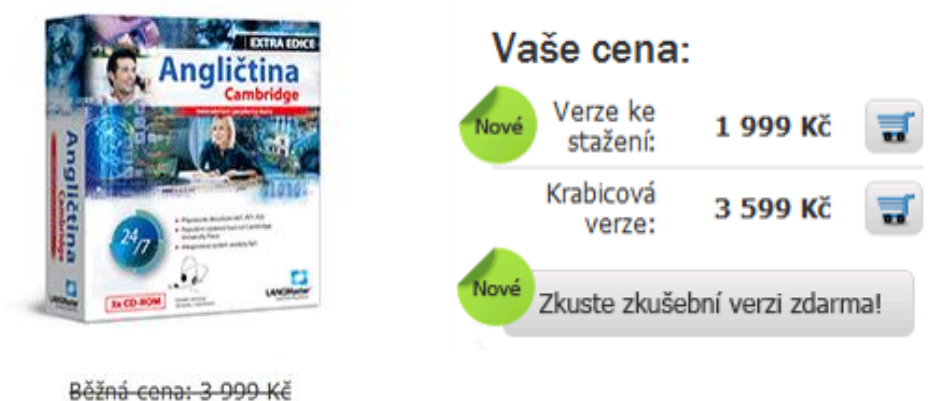 EXTRA EDICE
Angličtina
Cambridge
Angličtina
Cambridge
24/7
3x CD-ROM
LANGMaster
Běžná cena: 3 999 Kč
Vaše cena:
Nové
Verze ke
stažení:
1 999 Kč
Krabicová
verze:
3 599 Kč
Nové
Zkuste zkušební verzi zdarma!